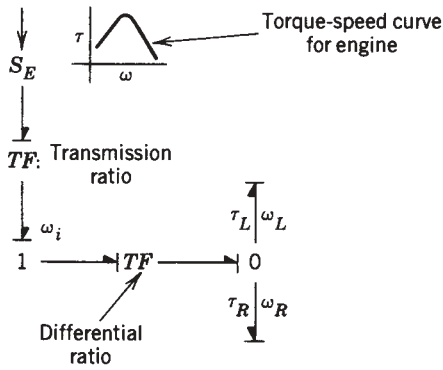 Torque-speed curve
for engine
τ
ω
S_E
TF: Transmission
ratio
ω_i
τ_L ω_L
1 TF 0
τ_R ω_R
Differential
ratio